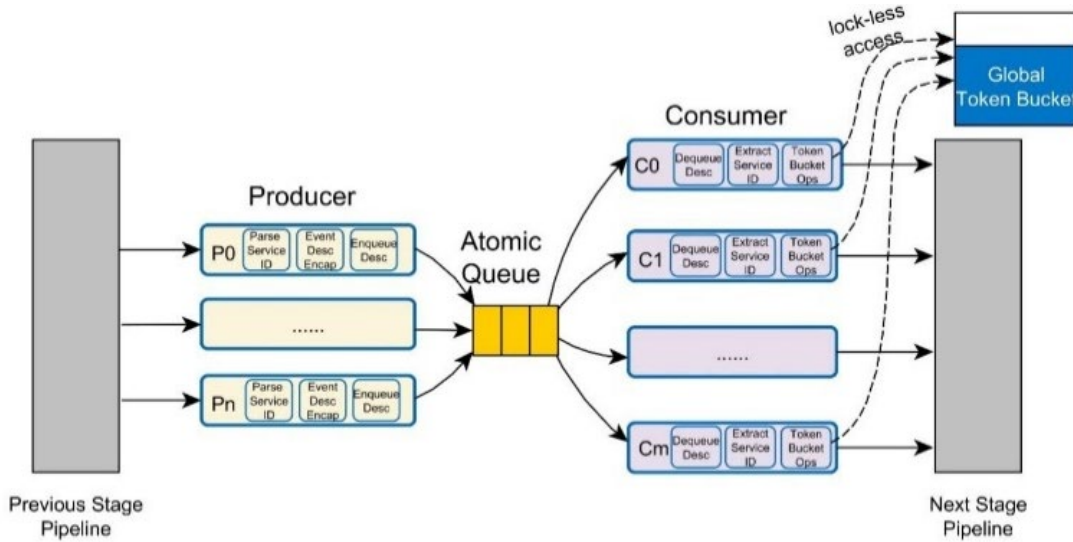 lock-less
access
Global
Token Bucket
Consumer
C0
Dequeue
Desc
Extract
Service
ID
Token
Bucket
Ops
Producer
P0
Parse
Service
ID
Event
Desc
Encap
Enqueue
Desc
Atomic
Queue
C1
Dequeue
Desc
Extract
Service
ID
Token
Bucket
Ops
......
......
Pn
Parse
Service
ID
Event
Desc
Encap
Enqueue
Desc
Cm
Dequeue
Desc
Extract
Service
ID
Token
Bucket
Ops
Previous Stage
Pipeline
Next Stage
Pipeline